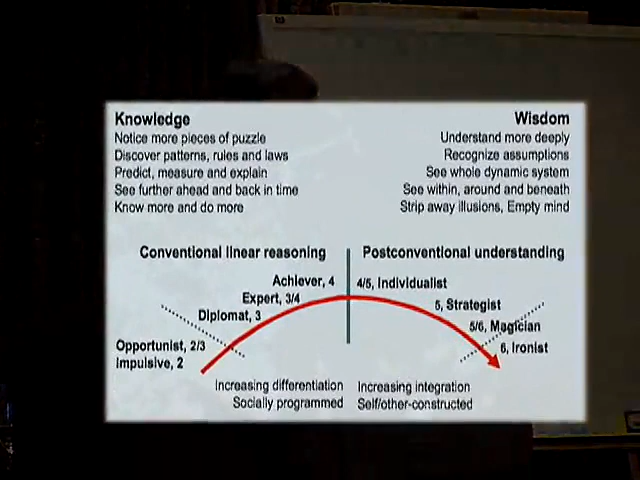 Knowledge
Notice more pieces of puzzle
Discover patterns, rules and laws
Predict, measure and explain
See further ahead and back in time
Know more and do more
Wisdom
Understand more deeply
Recognize assumptions
See whole dynamic system
See within, around and beneath
Strip away illusions, Empty mind
Conventional linear reasoning
Postconventional understanding
Achiever, 4
4/5, Individualist
Expert, 3/4
5, Strategist
Diplomat, 3
5/6, Magician
Opportunist, 2/3
6, Ironist
Impulsive, 2
Increasing differentiation
Socially programmed
Increasing integration
Self/other-constructed